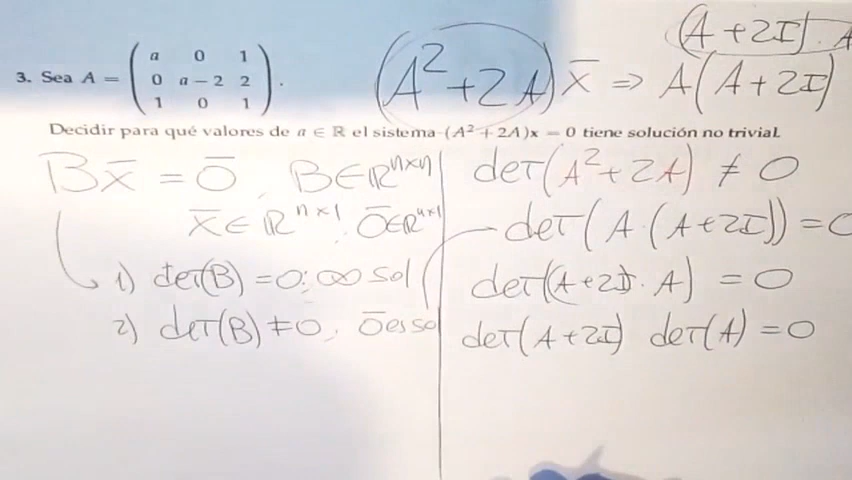 3. Sea A = ( a 0 1
0 a − 2 2
1 0 1 ).
(A² + 2A) x̄ ⇒ A(A + 2I)
(A + 2I) · A
Decidir para qué valores de a ∈ ℝ el sistema (A² + 2A)x = 0 tiene solución no trivial.
Bx̄ = 0̄, B ∈ ℝⁿˣⁿ
x̄ ∈ ℝⁿˣ¹, 0̄ ∈ ℝⁿˣ¹
1) det(B) = 0: ∞ sol
2) det(B) ≠ 0, 0̄ es sol
det(A² + 2A) ≠ 0
det(A · (A + 2I)) = 0
det((A + 2I) · A) = 0
det(A + 2I) det(A) = 0